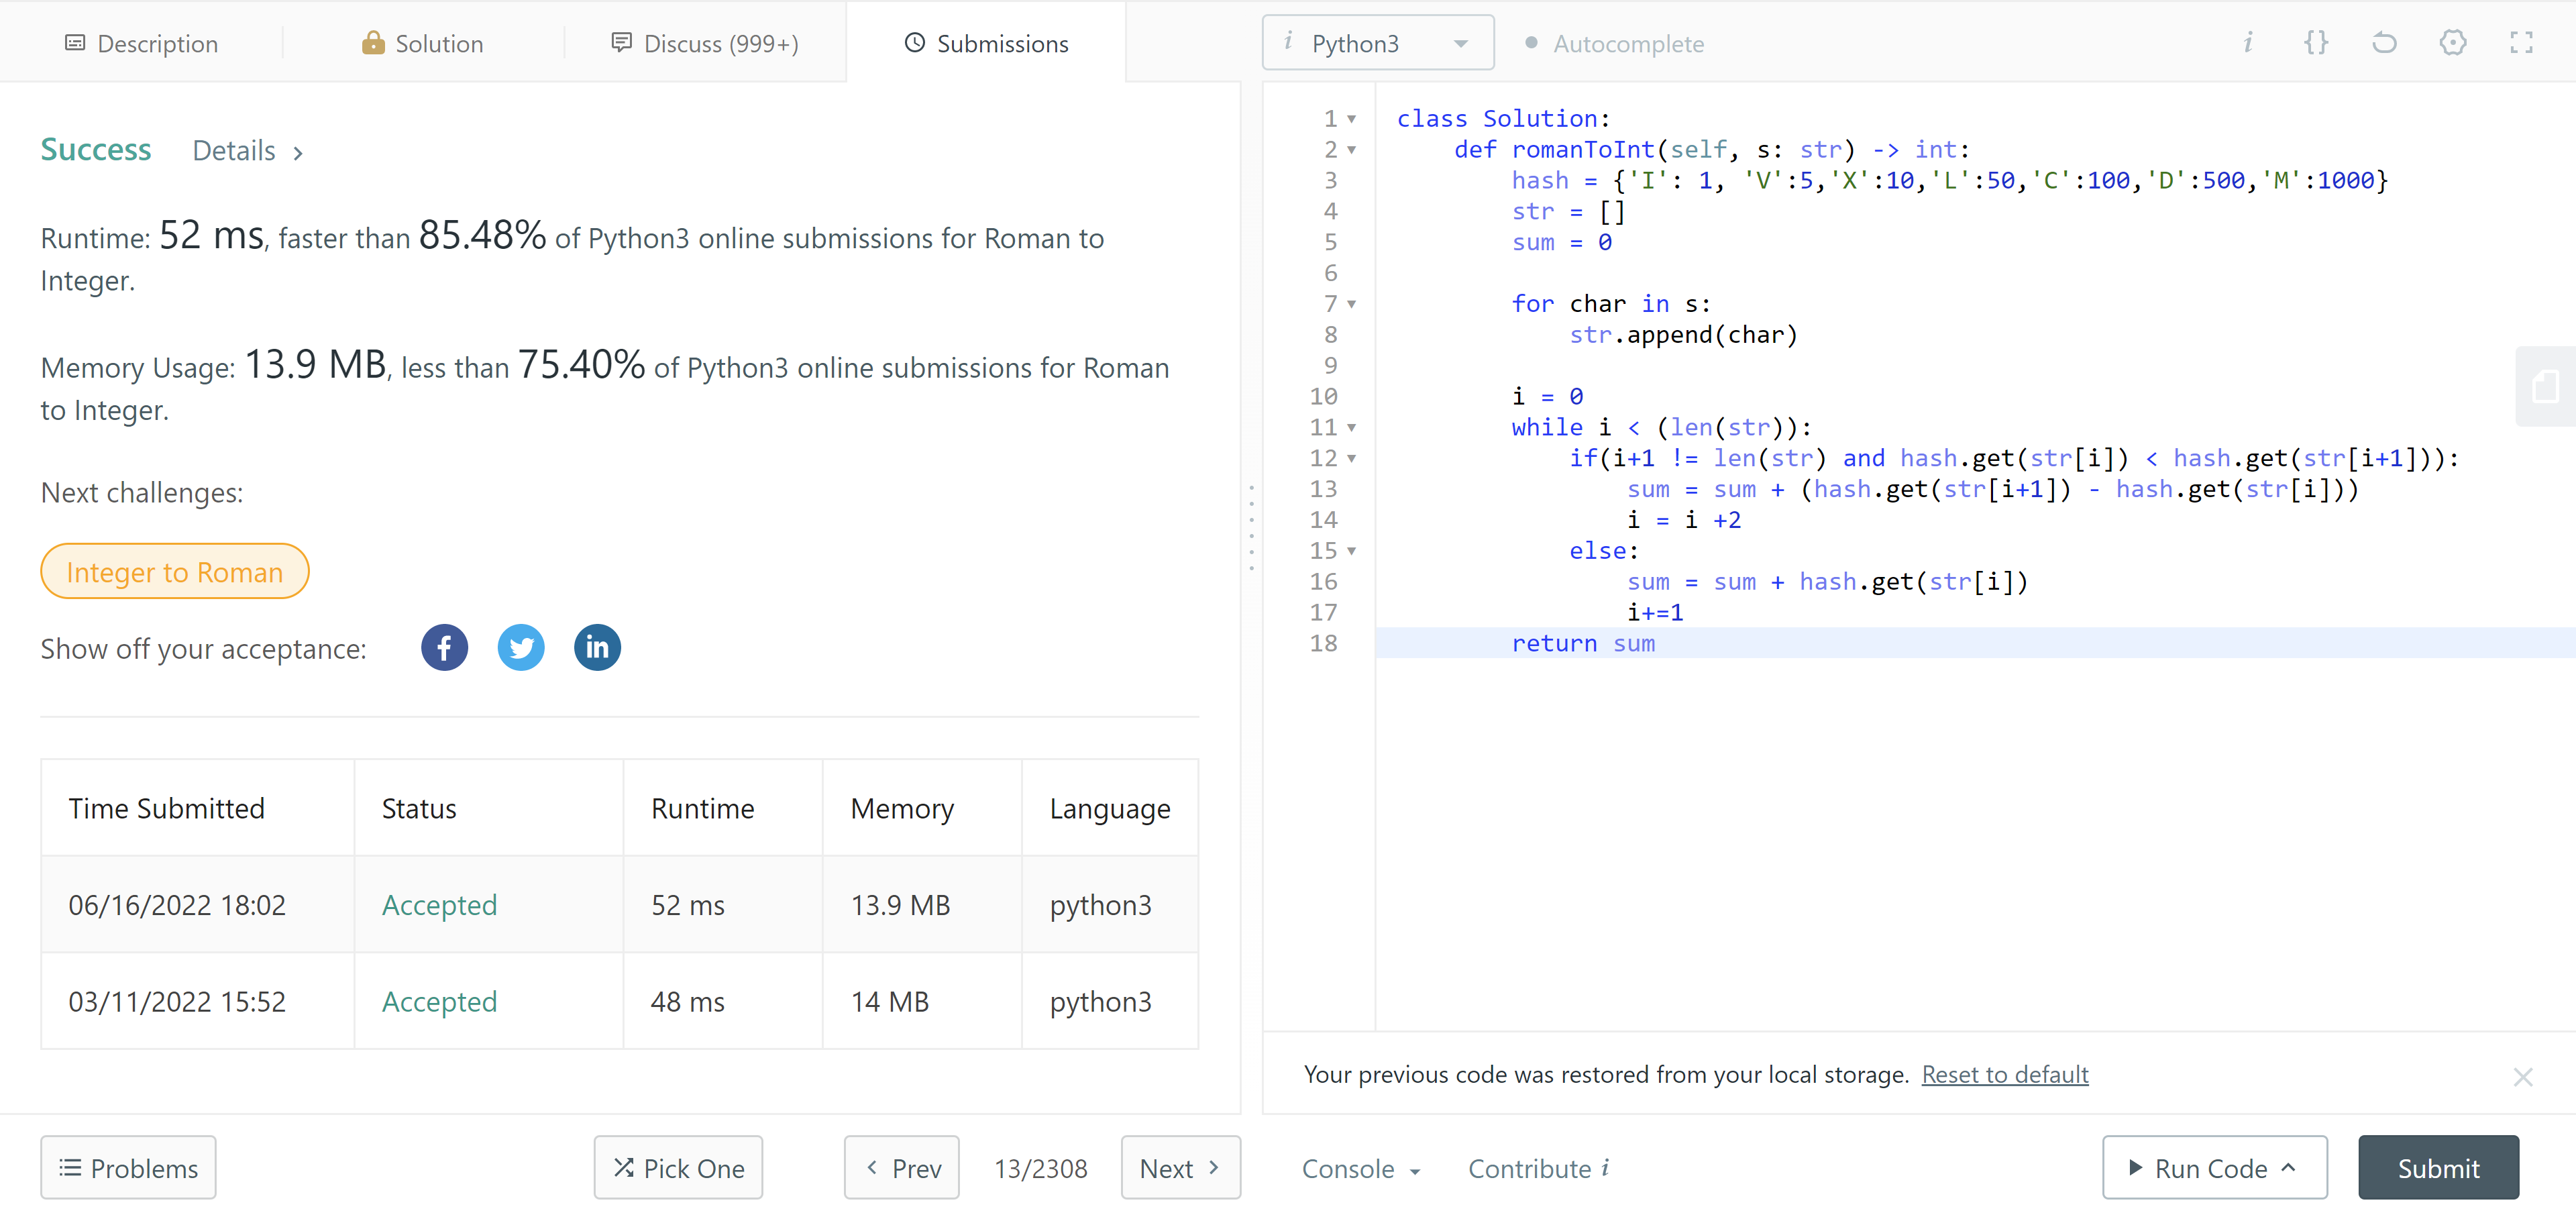 Description
Solution
Discuss (999+)
Submissions
i Python3
Autocomplete
i {}
Success Details >
Runtime: 52 ms, faster than 85.48% of Python3 online submissions for Roman to
Integer.
Memory Usage: 13.9 MB, less than 75.40% of Python3 online submissions for Roman
to Integer.
Next challenges:
Integer to Roman
Show off your acceptance: f in
Time Submitted Status Runtime Memory Language
06/16/2022 18:02 Accepted 52 ms 13.9 MB python3
03/11/2022 15:52 Accepted 48 ms 14 MB python3
1 class Solution:
2     def romanToInt(self, s: str) -> int:
3         hash = {'I': 1, 'V':5,'X':10,'L':50,'C':100,'D':500,'M':1000}
4         str = []
5         sum = 0
6
7         for char in s:
8             str.append(char)
9
10         i = 0
11         while i < (len(str)):
12             if(i+1 != len(str) and hash.get(str[i]) < hash.get(str[i+1])):
13                 sum = sum + (hash.get(str[i+1]) - hash.get(str[i]))
14                 i = i +2
15             else:
16                 sum = sum + hash.get(str[i])
17                 i+=1
18         return sum
Your previous code was restored from your local storage. Reset to default
Problems
Pick One
< Prev
13/2308
Next >
Console
Contribute i
Run Code
Submit